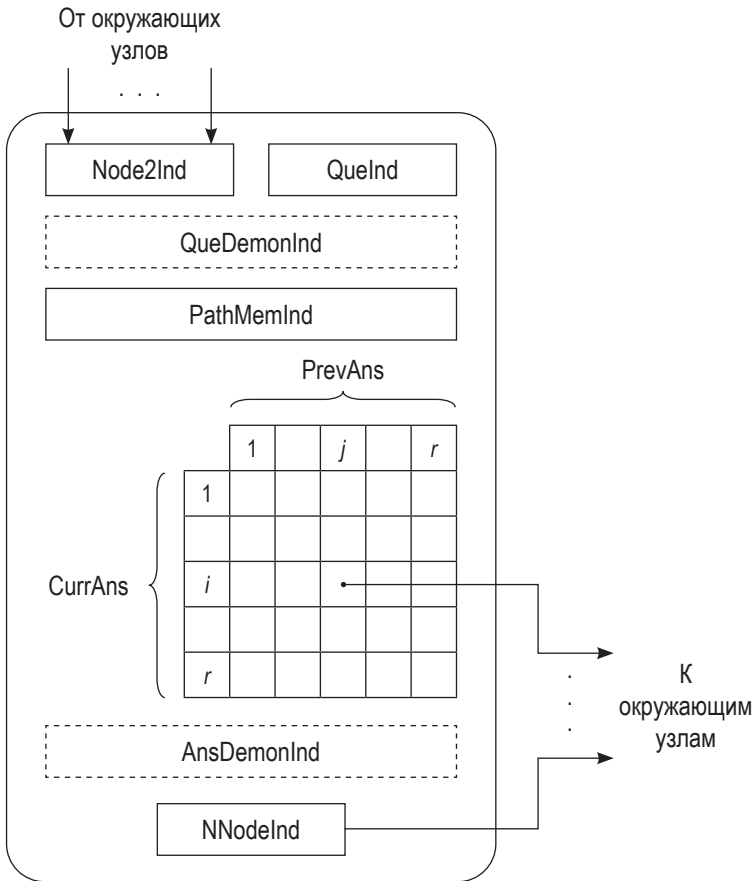 От окружающих
узлов
. . .
Node2Ind QueInd
QueDemonInd
PathMemInd
PrevAns
1 j r
1
CurrAns i
r
К
окружающим
узлам
AnsDemonInd
NNodeInd